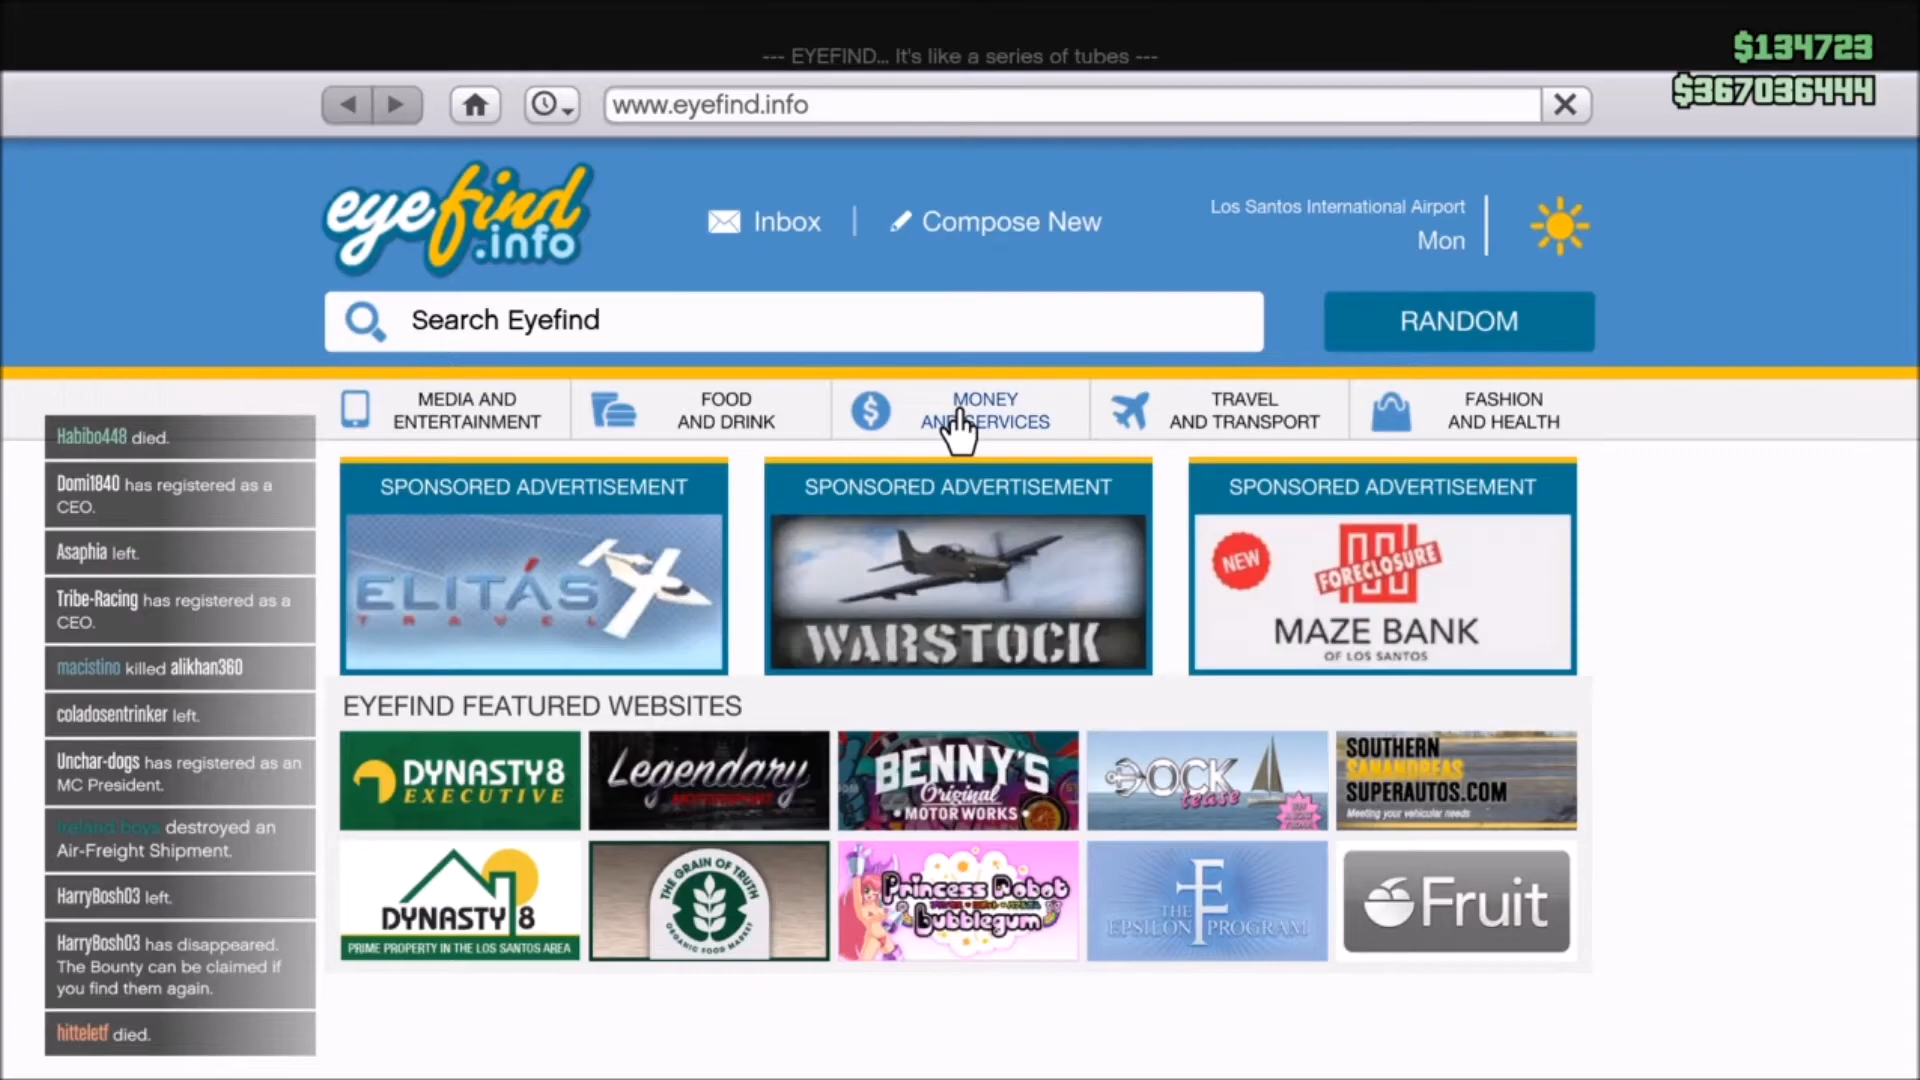 --- EYEFIND... It's like a series of tubes ---
$134723
$367036444
www.eyefind.info
eyefind
.info
Inbox
Compose New
Los Santos International Airport
Mon
Search Eyefind
RANDOM
MEDIA AND
ENTERTAINMENT
FOOD
AND DRINK
MONEY
AND SERVICES
TRAVEL
AND TRANSPORT
FASHION
AND HEALTH
Habibo448 died.
Domi1840 has registered as a
CEO.
Asaphia left.
Tribe-Racing has registered as a
CEO.
macistino killed alikhan360
coladosentrinker left.
Unchar-dogs has registered as an
MC President.
Ireland boys destroyed an
Air-Freight Shipment.
HarryBosh03 left.
HarryBosh03 has disappeared.
The Bounty can be claimed if
you find them again.
hitteletf died.
SPONSORED ADVERTISEMENT
ELITÁS
TRAVEL
SPONSORED ADVERTISEMENT
WARSTOCK
SPONSORED ADVERTISEMENT
NEW
FORECLOSURE
MAZE BANK
OF LOS SANTOS
EYEFIND FEATURED WEBSITES
DYNASTY8
EXECUTIVE
Legendary
MOTORSPORT
BENNY'S
Original
MOTOR WORKS
DOCK
tease
SOUTHERN
SANANDREAS
SUPERAUTOS.COM
Meeting your vehicular needs
DYNASTY 8
PRIME PROPERTY IN THE LOS SANTOS AREA
THE GRAIN OF TRUTH
ORGANIC FOOD MARKET
Princess Robot
bubblegum
THE
EPSILON PROGRAM
Fruit